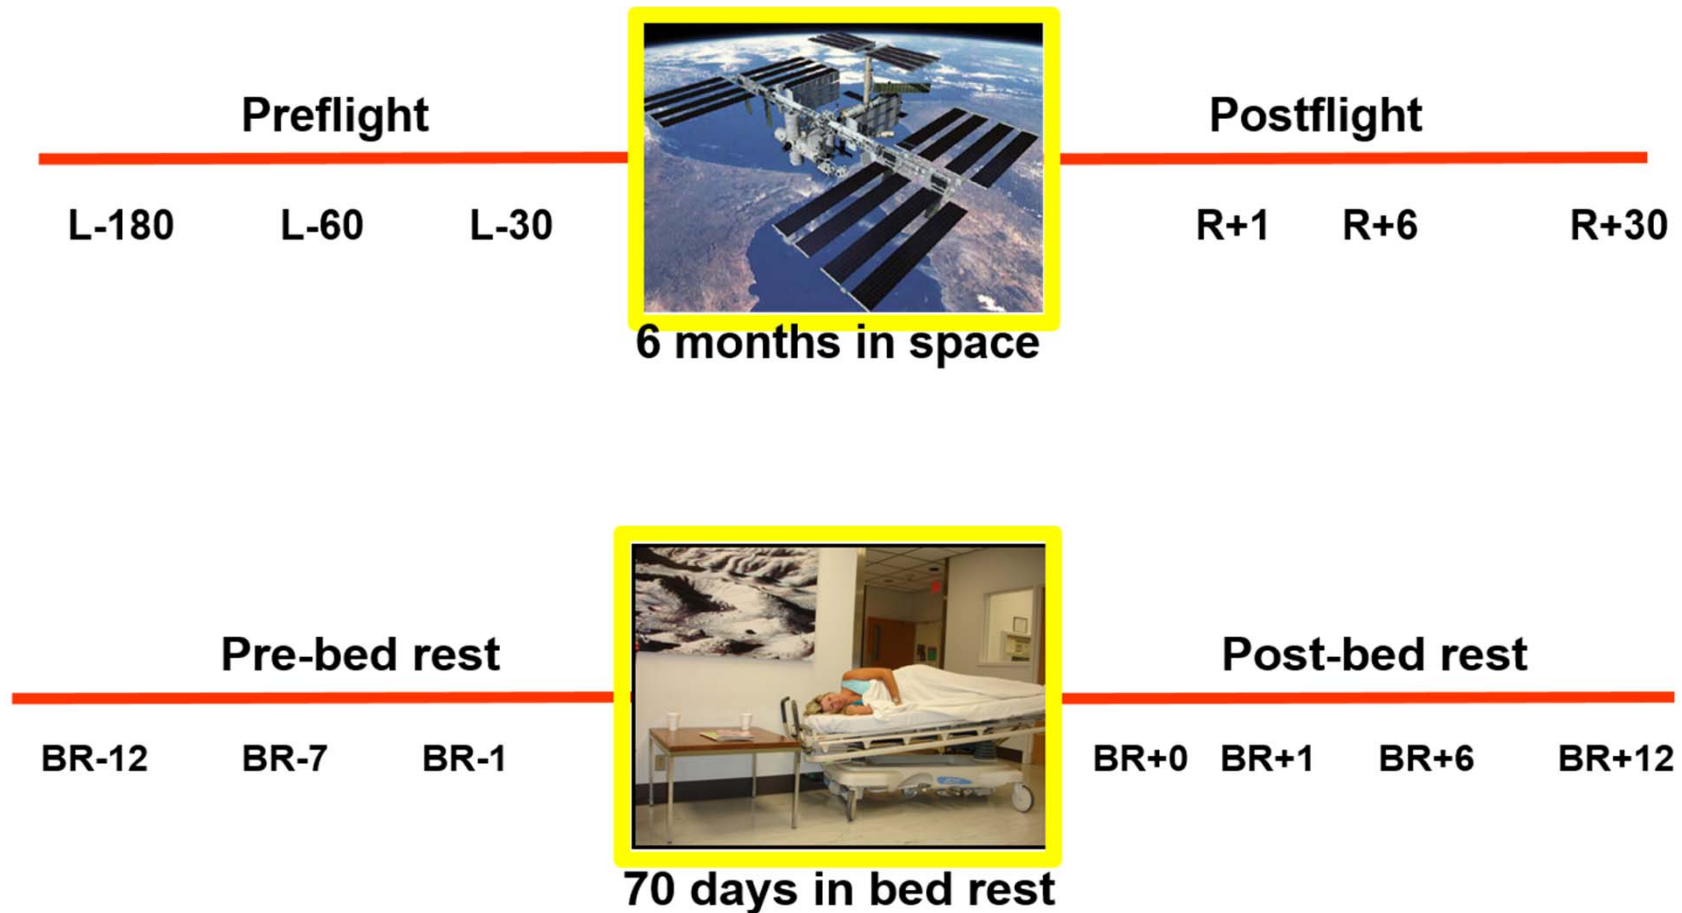 Preflight
Postflight
L-180 L-60 L-30
R+1 R+6 R+30
6 months in space
Pre-bed rest
Post-bed rest
BR-12 BR-7 BR-1
BR+0 BR+1 BR+6 BR+12
70 days in bed rest